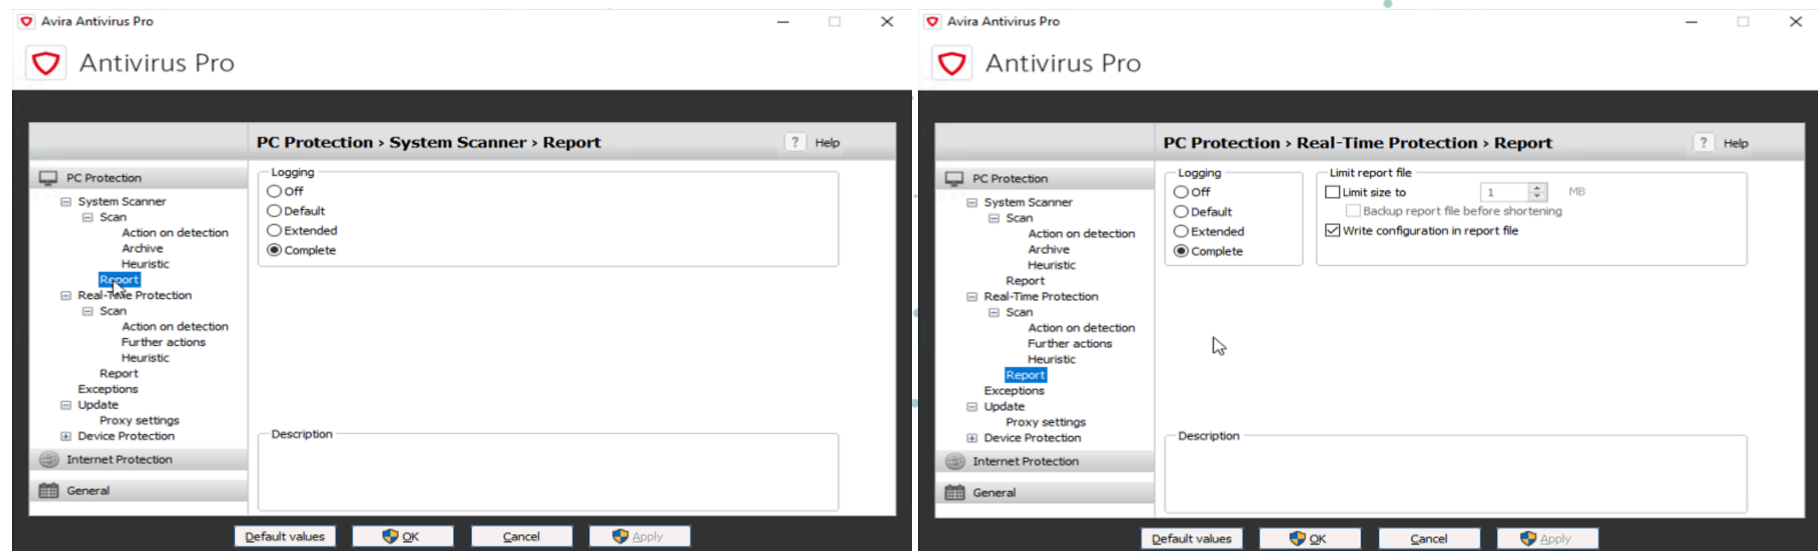 Avira Antivirus Pro
Antivirus Pro
PC Protection › System Scanner › Report
? Help
PC Protection
System Scanner
Scan
Action on detection
Archive
Heuristic
Report
Real-Time Protection
Scan
Action on detection
Further actions
Heuristic
Report
Exceptions
Update
Proxy settings
Device Protection
Internet Protection
General
Logging
Off
Default
Extended
Complete
Description
Default values
OK
Cancel
Apply
Avira Antivirus Pro
Antivirus Pro
PC Protection › Real-Time Protection › Report
? Help
PC Protection
System Scanner
Scan
Action on detection
Archive
Heuristic
Report
Real-Time Protection
Scan
Action on detection
Further actions
Heuristic
Report
Exceptions
Update
Proxy settings
Device Protection
Internet Protection
General
Logging
Off
Default
Extended
Complete
Limit report file
Limit size to 1 MB
Backup report file before shortening
Write configuration in report file
Description
Default values
OK
Cancel
Apply